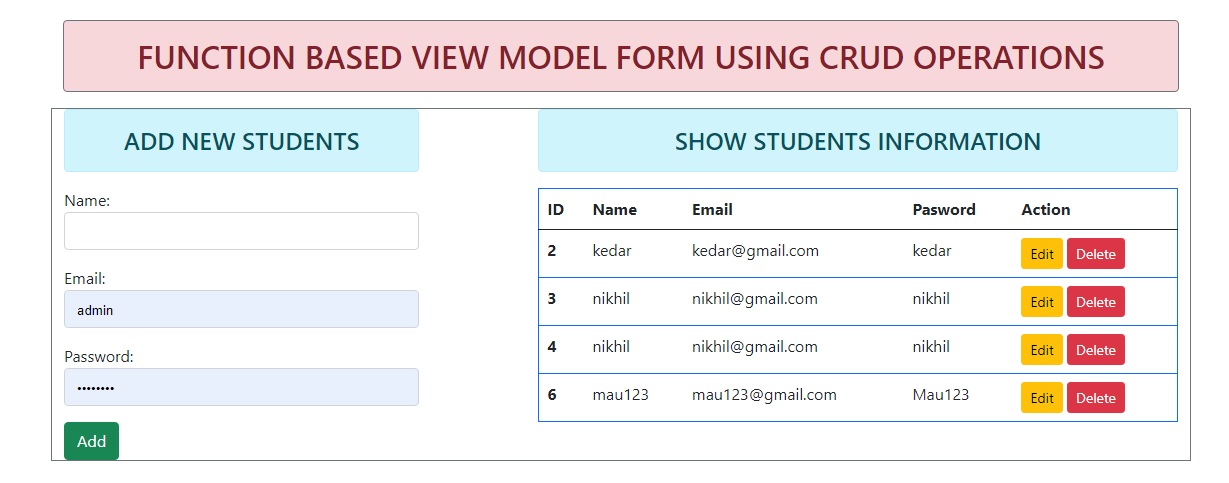 FUNCTION BASED VIEW MODEL FORM USING CRUD OPERATIONS
ADD NEW STUDENTS
Name:
Email:
admin
Password:
••••••••
Add
SHOW STUDENTS INFORMATION
ID Name Email Pasword Action
2 kedar kedar@gmail.com kedar Edit Delete
3 nikhil nikhil@gmail.com nikhil Edit Delete
4 nikhil nikhil@gmail.com nikhil Edit Delete
6 mau123 mau123@gmail.com Mau123 Edit Delete